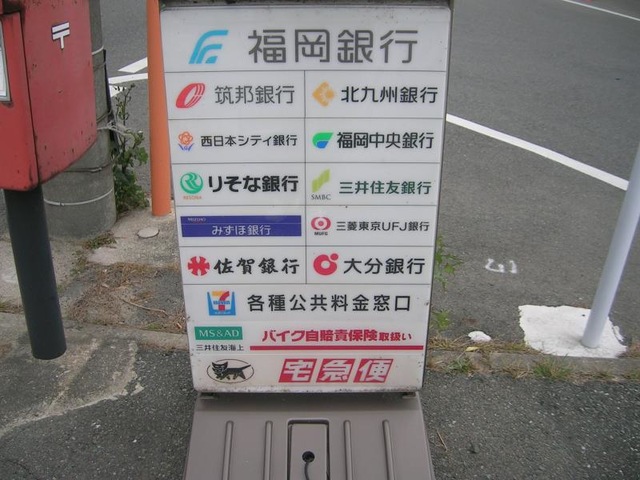 〒
福岡銀行
筑邦銀行 北九州銀行
西日本シティ銀行 福岡中央銀行
りそな銀行 三井住友銀行
RESONA SMBC
MIZUHO
みずほ銀行 三菱東京UFJ銀行
MUFG
佐賀銀行 大分銀行
各種公共料金窓口
MS&AD バイク自賠責保険取扱い
三井住友海上
宅急便